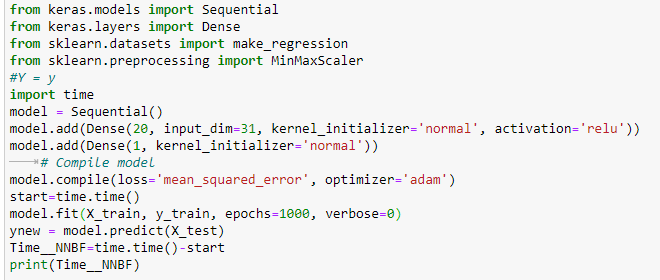 from keras.models import Sequential
from keras.layers import Dense
from sklearn.datasets import make_regression
from sklearn.preprocessing import MinMaxScaler
#Y = y
import time
model = Sequential()
model.add(Dense(20, input_dim=31, kernel_initializer='normal', activation='relu'))
model.add(Dense(1, kernel_initializer='normal'))
# Compile model
model.compile(loss='mean_squared_error', optimizer='adam')
start=time.time()
model.fit(X_train, y_train, epochs=1000, verbose=0)
ynew = model.predict(X_test)
Time__NNBF=time.time()-start
print(Time__NNBF)